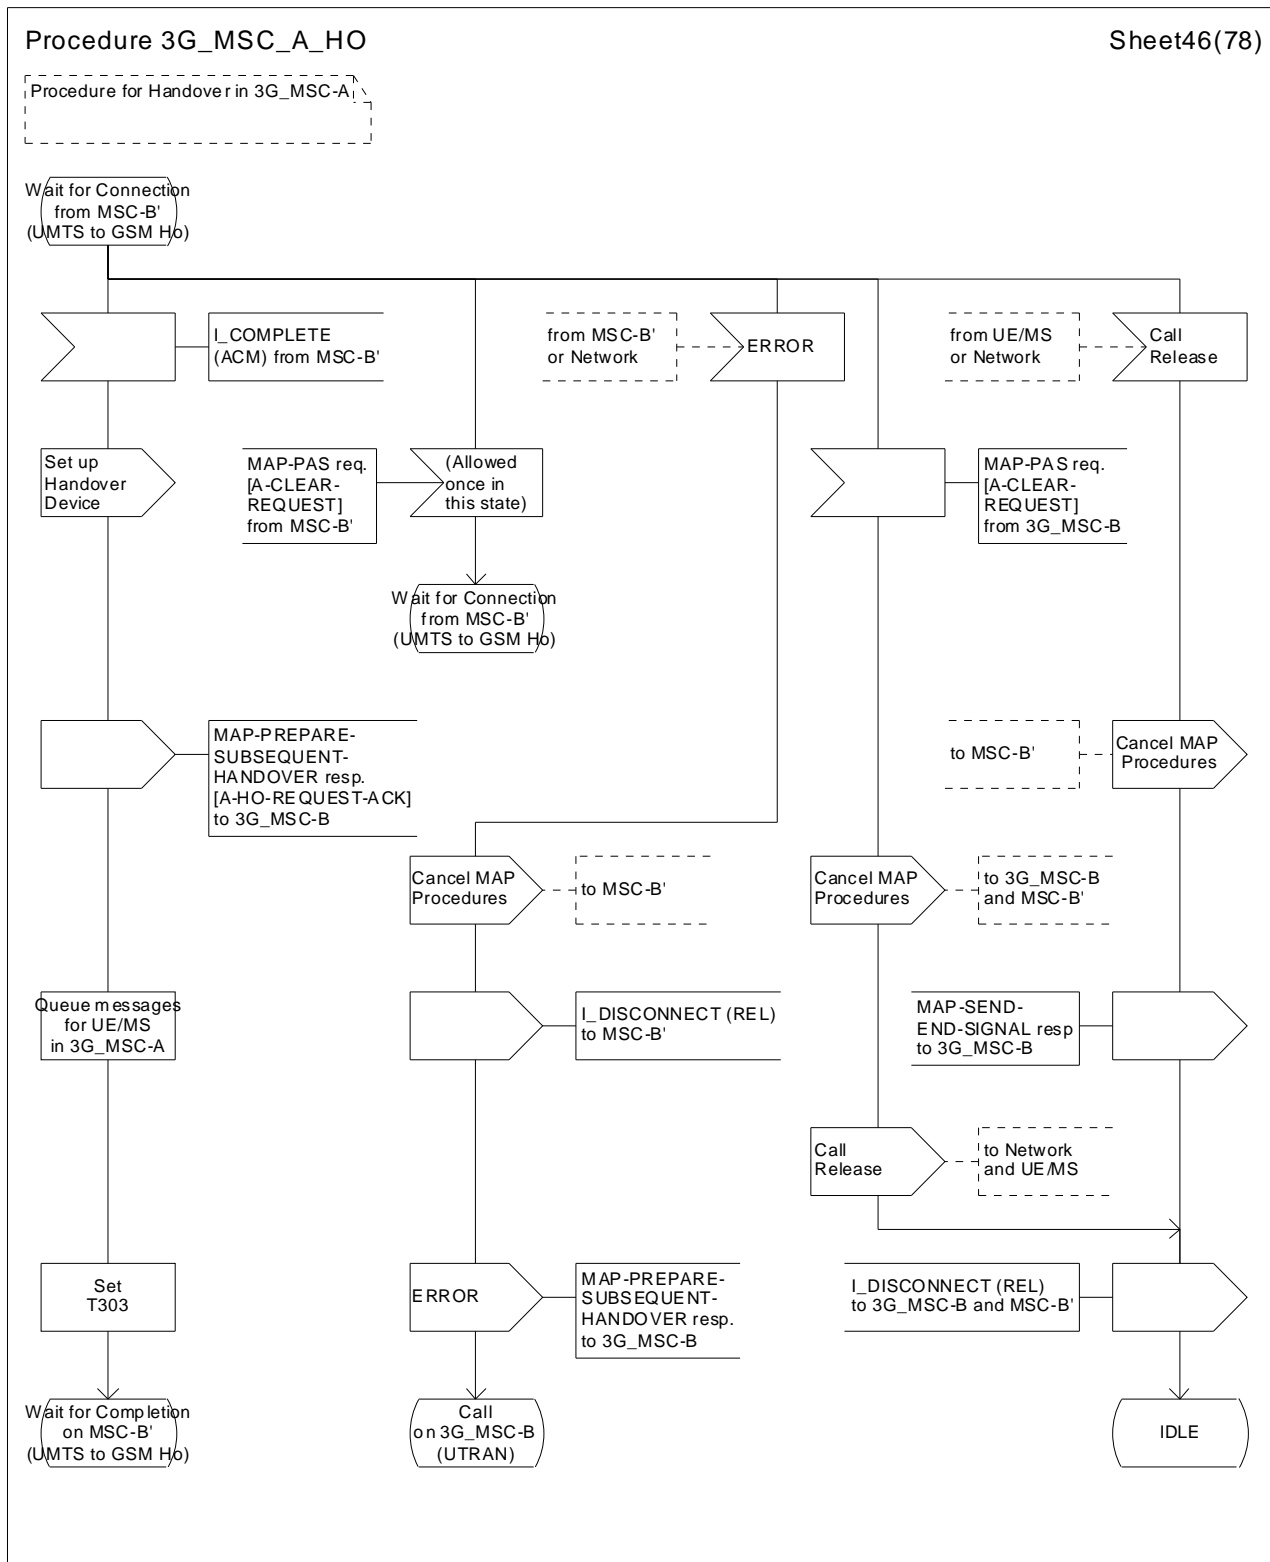 Procedure 3G_MSC_A_HO
Sheet46(78)
Procedure for Handover in 3G_MSC-A
Wait for Connection
from MSC-B'
(UMTS to GSM Ho)
I_COMPLETE
(ACM) from MSC-B'
from MSC-B'
or Network
ERROR
from UE/MS
or Network
Call
Release
Set up
Handover
Device
MAP-PAS req.
[A-CLEAR-
REQUEST]
from MSC-B'
(Allowed
once in
this state)
MAP-PAS req.
[A-CLEAR-
REQUEST]
from 3G_MSC-B
Wait for Connection
from MSC-B'
(UMTS to GSM Ho)
MAP-PREPARE-
SUBSEQUENT-
HANDOVER resp.
[A-HO-REQUEST-ACK]
to 3G_MSC-B
to MSC-B'
Cancel MAP
Procedures
Cancel MAP
Procedures
to MSC-B'
Cancel MAP
Procedures
to 3G_MSC-B
and MSC-B'
Queue messages
for UE/MS
in 3G_MSC-A
I_DISCONNECT (REL)
to MSC-B'
MAP-SEND-
END-SIGNAL resp
to 3G_MSC-B
Call
Release
to Network
and UE/MS
Set
T303
ERROR
MAP-PREPARE-
SUBSEQUENT-
HANDOVER resp.
to 3G_MSC-B
I_DISCONNECT (REL)
to 3G_MSC-B and MSC-B'
Wait for Completion
on MSC-B'
(UMTS to GSM Ho)
Call
on 3G_MSC-B
(UTRAN)
IDLE